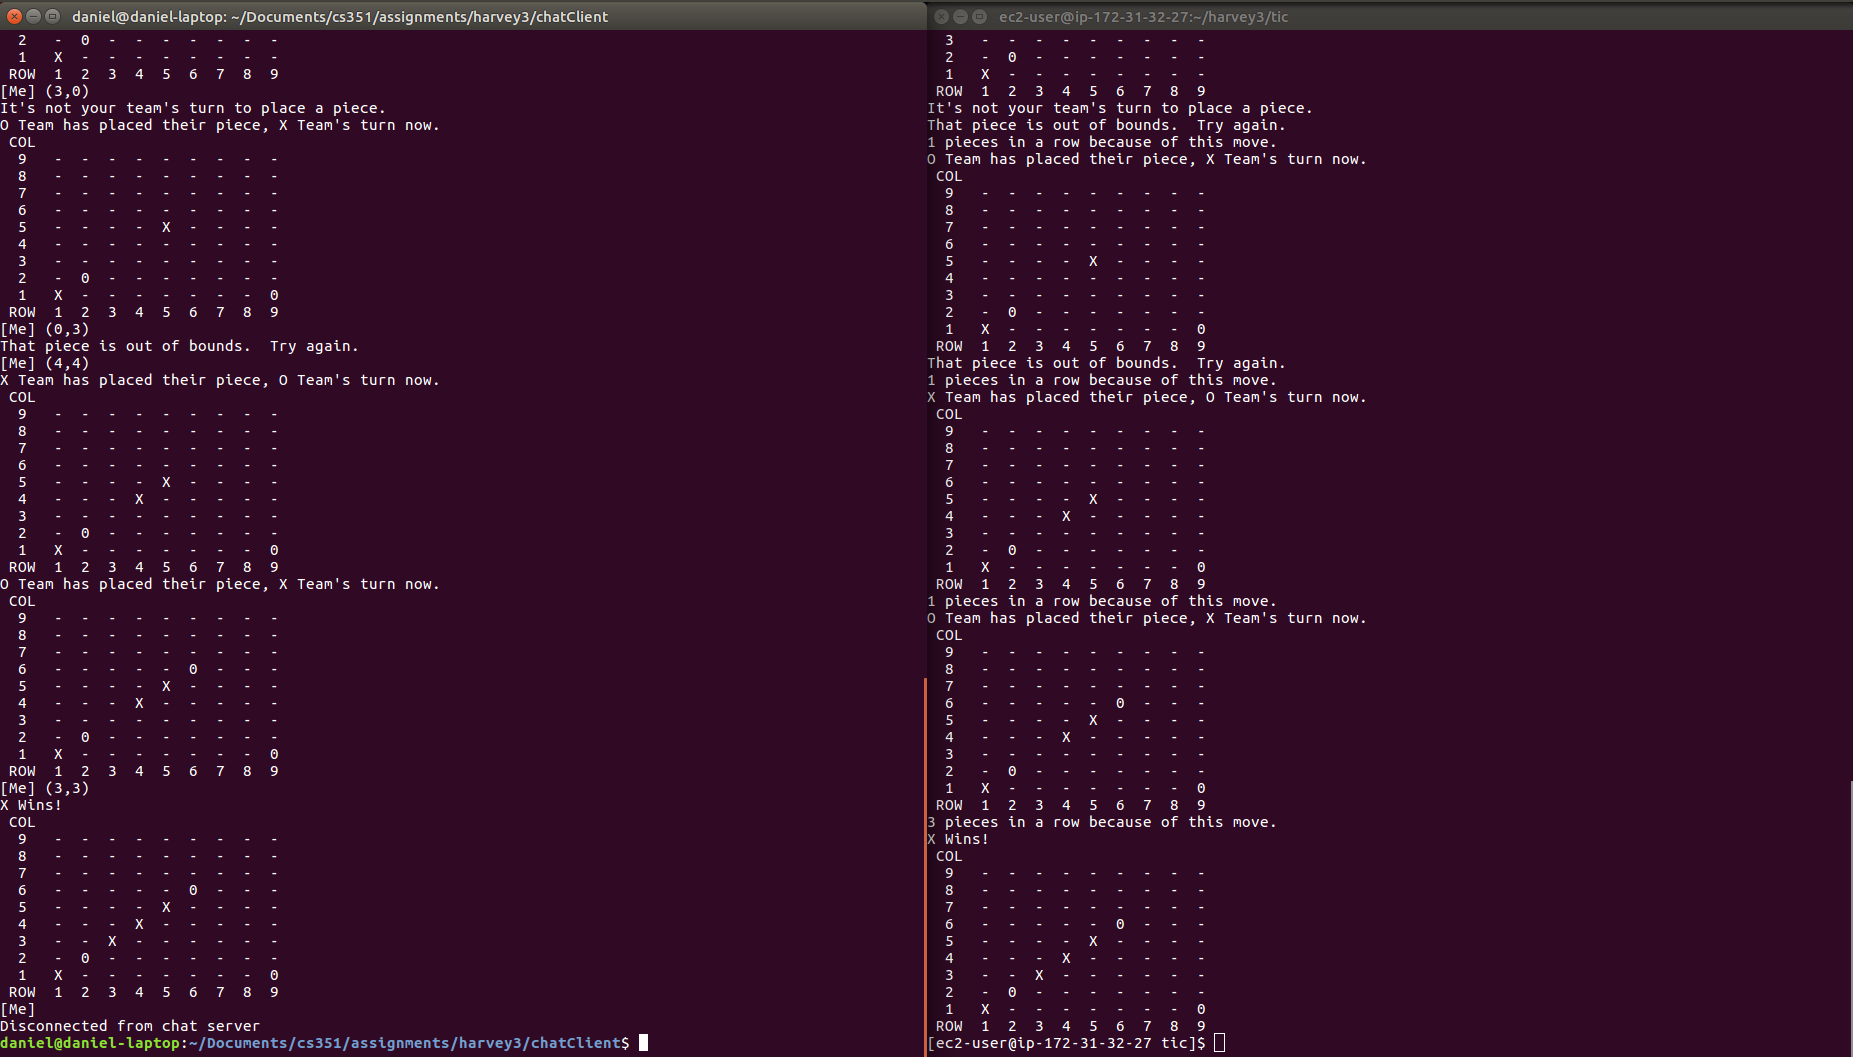 daniel@daniel-laptop: ~/Documents/cs351/assignments/harvey3/chatClient
2 - 0 - - - - - - -
1 X - - - - - - - -
ROW 1 2 3 4 5 6 7 8 9
[Me] (3,0)
It's not your team's turn to place a piece.
O Team has placed their piece, X Team's turn now.
COL
9 - - - - - - - - -
8 - - - - - - - - -
7 - - - - - - - - -
6 - - - - - - - - -
5 - - - - X - - - -
4 - - - - - - - - -
3 - - - - - - - - -
2 - 0 - - - - - - -
1 X - - - - - - - 0
ROW 1 2 3 4 5 6 7 8 9
[Me] (0,3)
That piece is out of bounds.  Try again.
[Me] (4,4)
X Team has placed their piece, O Team's turn now.
COL
9 - - - - - - - - -
8 - - - - - - - - -
7 - - - - - - - - -
6 - - - - - - - - -
5 - - - - X - - - -
4 - - - X - - - - -
3 - - - - - - - - -
2 - 0 - - - - - - -
1 X - - - - - - - 0
ROW 1 2 3 4 5 6 7 8 9
O Team has placed their piece, X Team's turn now.
COL
9 - - - - - - - - -
8 - - - - - - - - -
7 - - - - - - - - -
6 - - - - - 0 - - -
5 - - - - X - - - -
4 - - - X - - - - -
3 - - - - - - - - -
2 - 0 - - - - - - -
1 X - - - - - - - 0
ROW 1 2 3 4 5 6 7 8 9
[Me] (3,3)
X Wins!
COL
9 - - - - - - - - -
8 - - - - - - - - -
7 - - - - - - - - -
6 - - - - - 0 - - -
5 - - - - X - - - -
4 - - - X - - - - -
3 - - X - - - - - -
2 - 0 - - - - - - -
1 X - - - - - - - 0
ROW 1 2 3 4 5 6 7 8 9
[Me]
Disconnected from chat server
daniel@daniel-laptop:~/Documents/cs351/assignments/harvey3/chatClient$
ec2-user@ip-172-31-32-27:~/harvey3/tic
3 - - - - - - - - -
2 - 0 - - - - - - -
1 X - - - - - - - -
ROW 1 2 3 4 5 6 7 8 9
It's not your team's turn to place a piece.
That piece is out of bounds.  Try again.
1 pieces in a row because of this move.
O Team has placed their piece, X Team's turn now.
COL
9 - - - - - - - - -
8 - - - - - - - - -
7 - - - - - - - - -
6 - - - - - - - - -
5 - - - - X - - - -
4 - - - - - - - - -
3 - - - - - - - - -
2 - 0 - - - - - - -
1 X - - - - - - - 0
ROW 1 2 3 4 5 6 7 8 9
That piece is out of bounds.  Try again.
1 pieces in a row because of this move.
X Team has placed their piece, O Team's turn now.
COL
9 - - - - - - - - -
8 - - - - - - - - -
7 - - - - - - - - -
6 - - - - - - - - -
5 - - - - X - - - -
4 - - - X - - - - -
3 - - - - - - - - -
2 - 0 - - - - - - -
1 X - - - - - - - 0
ROW 1 2 3 4 5 6 7 8 9
1 pieces in a row because of this move.
O Team has placed their piece, X Team's turn now.
COL
9 - - - - - - - - -
8 - - - - - - - - -
7 - - - - - - - - -
6 - - - - - 0 - - -
5 - - - - X - - - -
4 - - - X - - - - -
3 - - - - - - - - -
2 - 0 - - - - - - -
1 X - - - - - - - 0
ROW 1 2 3 4 5 6 7 8 9
3 pieces in a row because of this move.
X Wins!
COL
9 - - - - - - - - -
8 - - - - - - - - -
7 - - - - - - - - -
6 - - - - - 0 - - -
5 - - - - X - - - -
4 - - - X - - - - -
3 - - X - - - - - -
2 - 0 - - - - - - -
1 X - - - - - - - 0
ROW 1 2 3 4 5 6 7 8 9
[ec2-user@ip-172-31-32-27 tic]$